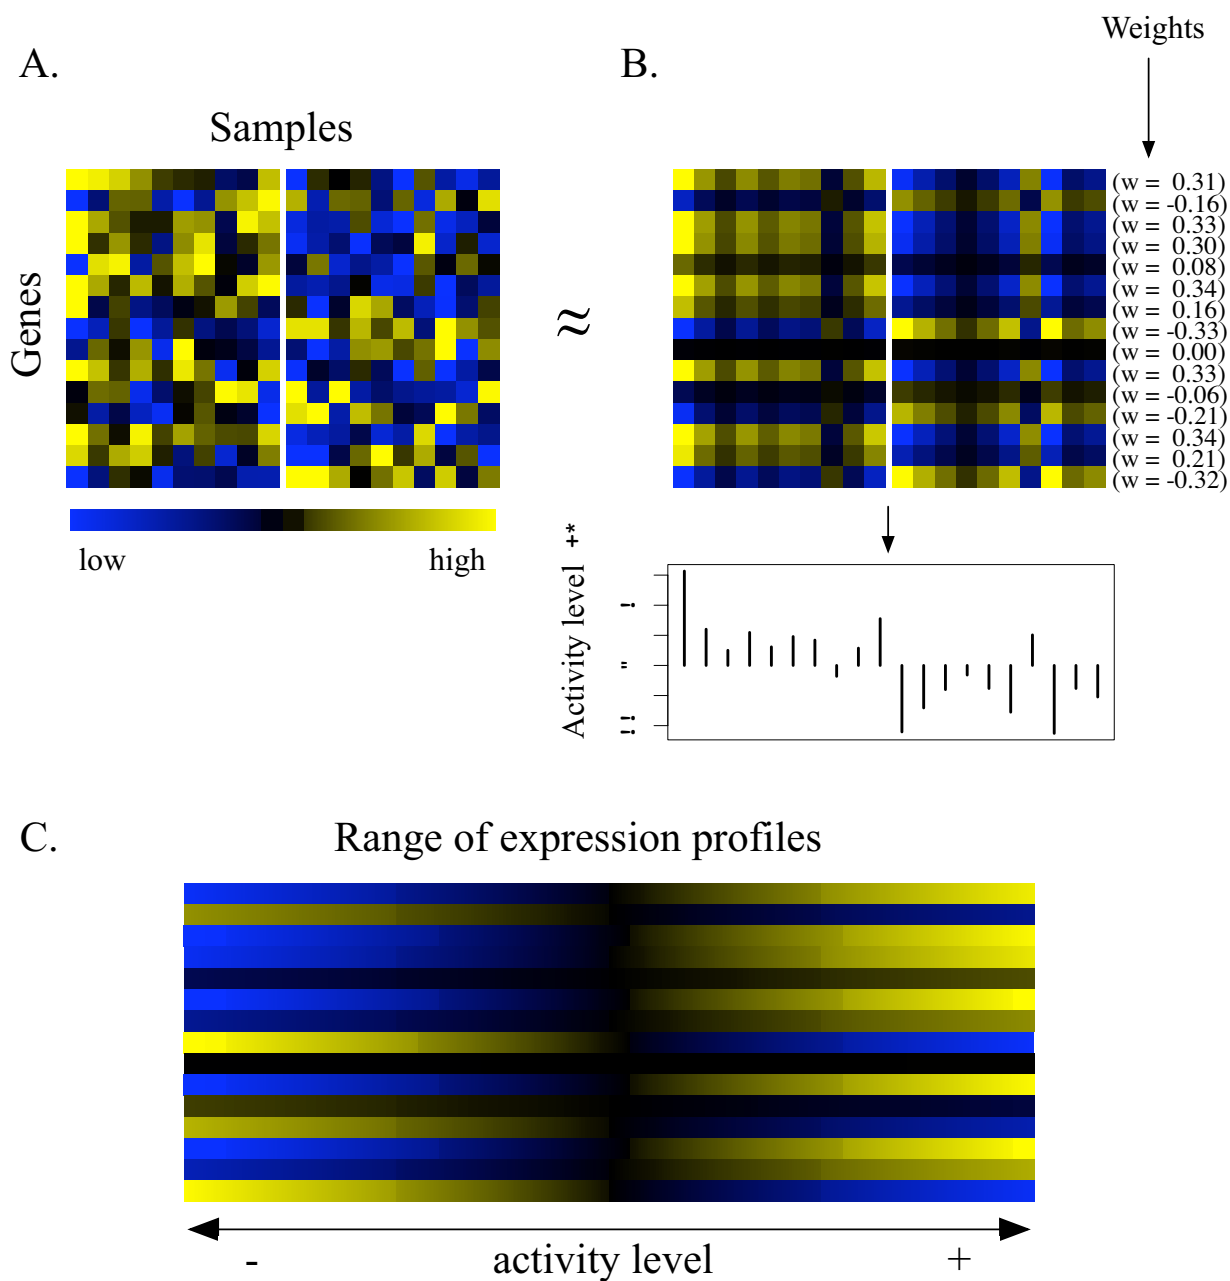 Weights
A.
B.
Samples
Genes
≈
(w = 0.31)
(w = -0.16)
(w = 0.33)
(w = 0.30)
(w = 0.08)
(w = 0.34)
(w = 0.16)
(w = -0.33)
(w = 0.00)
(w = 0.33)
(w = -0.06)
(w = -0.21)
(w = 0.34)
(w = 0.21)
(w = -0.32)
low
high
Activity level
C.
Range of expression profiles
-
activity level
+